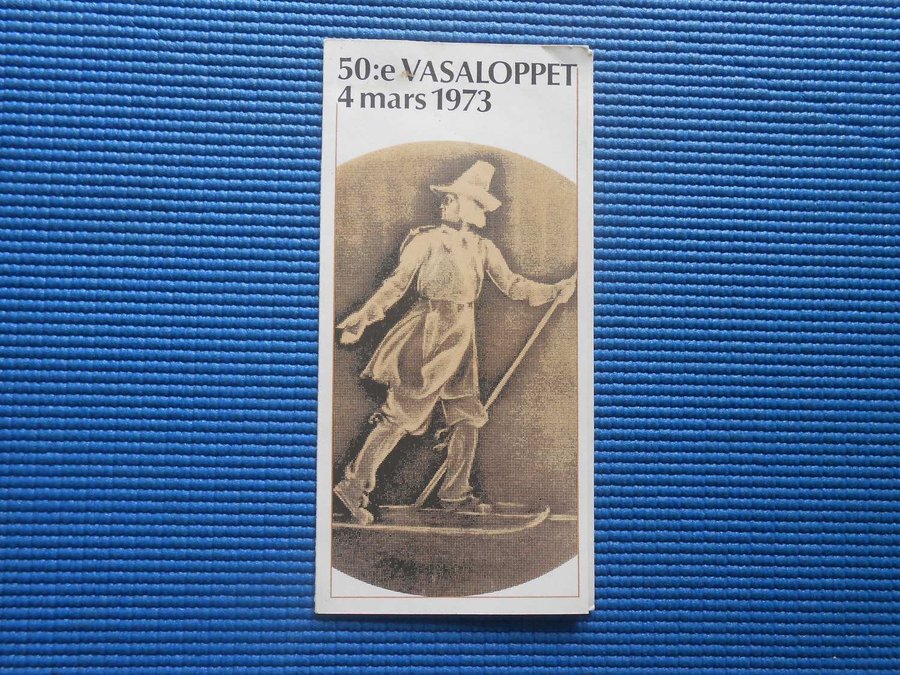 50:e VASALOPPET
4 mars 1973